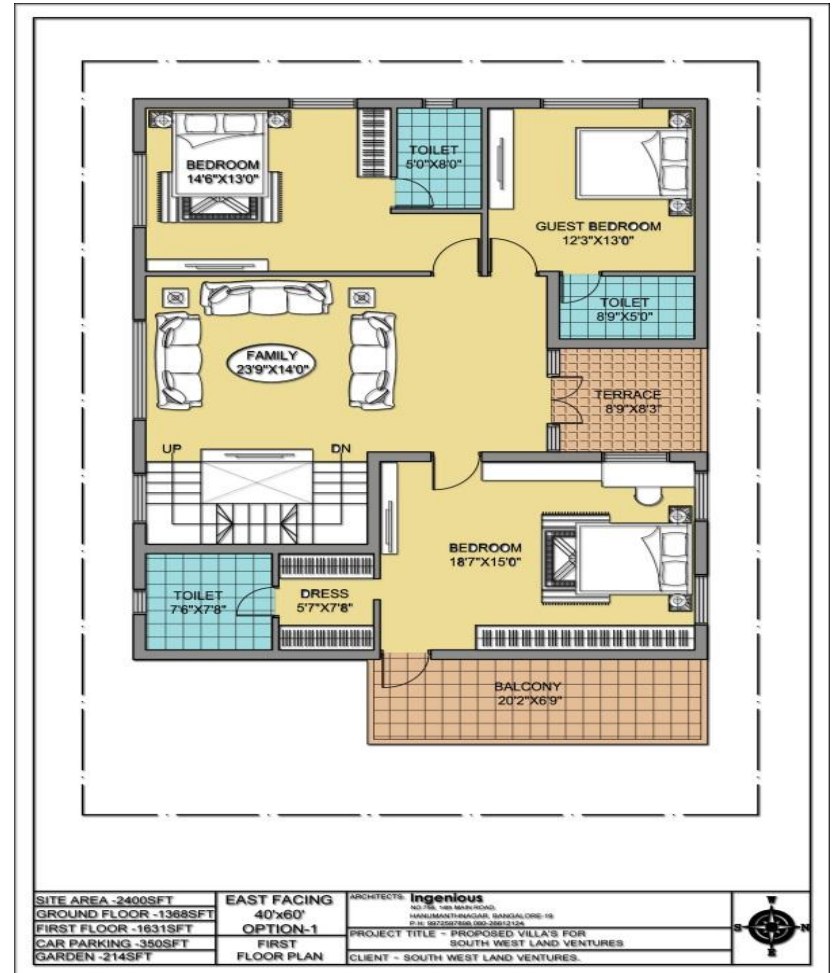 BEDROOM
14'6"X13'0"
TOILET
5'0"X8'0"
GUEST BEDROOM
12'3"X13'0"
TOILET
8'9"X5'0"
FAMILY
23'9"X14'0"
TERRACE
8'9"X8'3"
UP
DN
BEDROOM
18'7"X15'0"
TOILET
7'6"X7'8"
DRESS
5'7"X7'8"
BALCONY
20'2"X6'9"
SITE AREA -2400SFT
GROUND FLOOR -1368SFT
FIRST FLOOR -1631SFT
CAR PARKING -350SFT
GARDEN -214SFT
EAST FACING
40'x60'
OPTION-1
FIRST
FLOOR PLAN
ARCHITECTS: Ingenious
NO.759, 14th MAIN ROAD,
HANUMANTHNAGAR, BANGALORE-19
PROJECT TITLE - PROPOSED VILLA'S FOR
SOUTH WEST LAND VENTURES
CLIENT - SOUTH WEST LAND VENTURES.
W
S
N
E